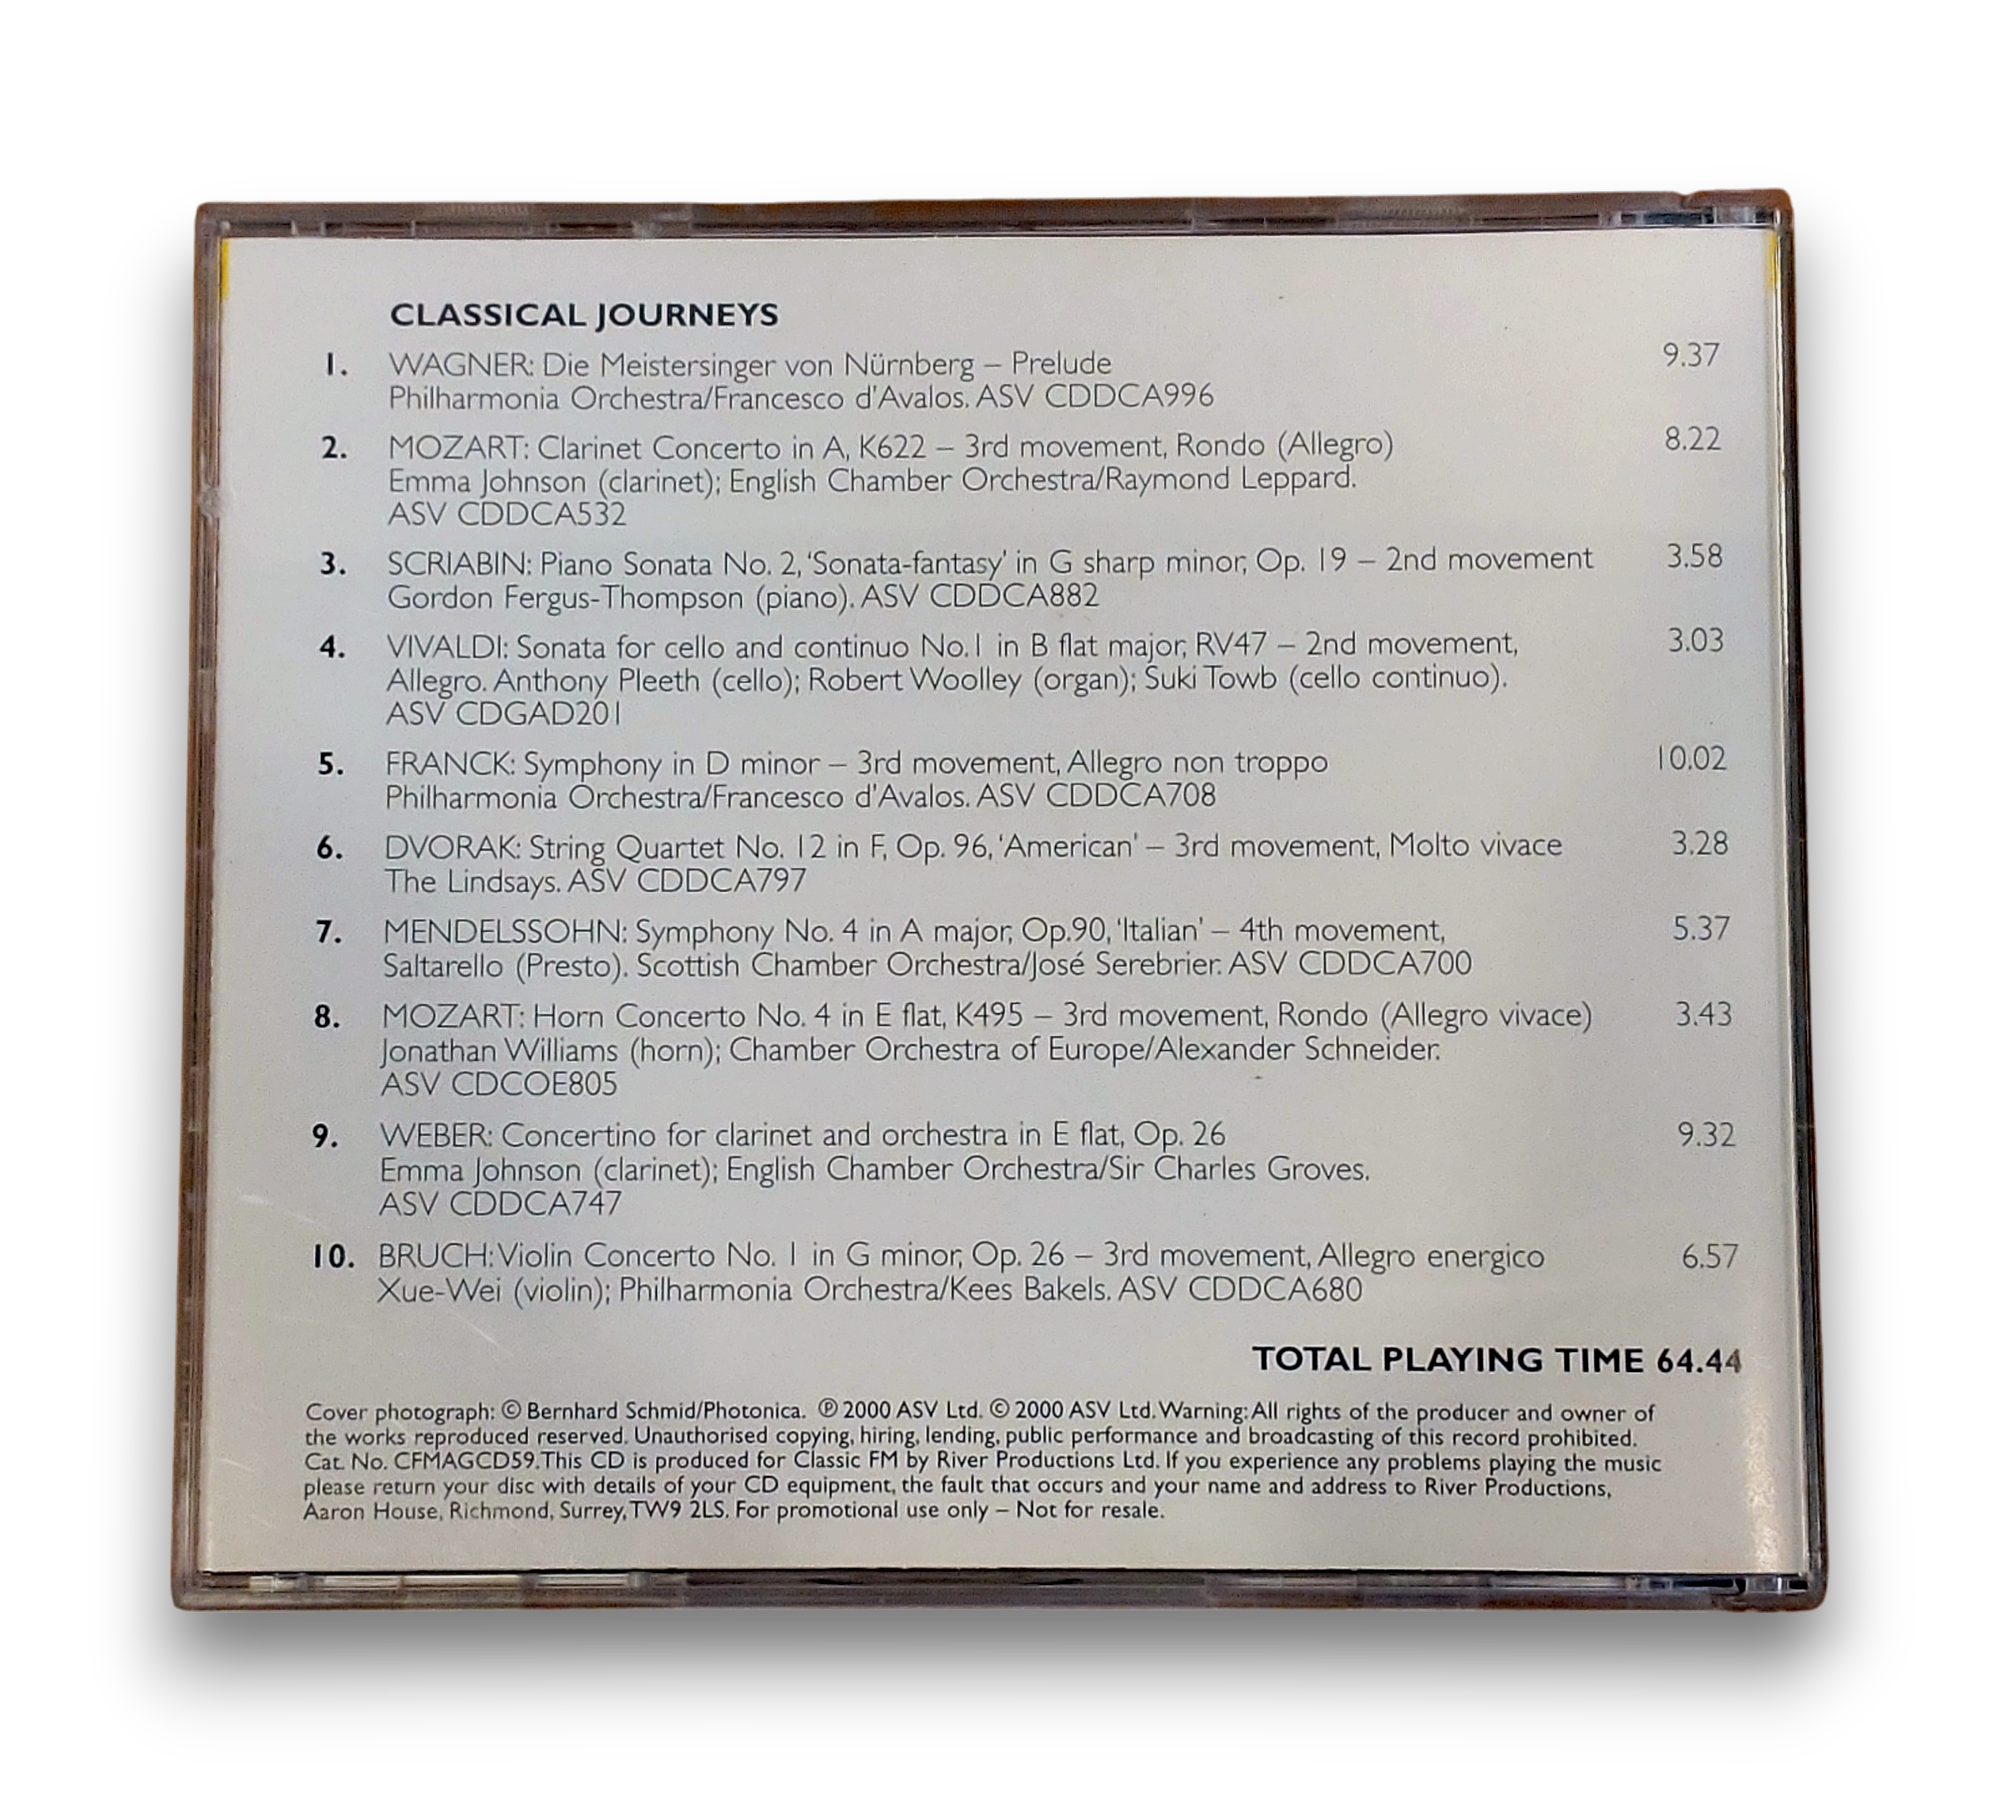 CLASSICAL JOURNEYS
1. WAGNER: Die Meistersinger von Nürnberg – Prelude 9.37
Philharmonia Orchestra/Francesco d'Avalos. ASV CDDCA996
2. MOZART: Clarinet Concerto in A, K622 – 3rd movement, Rondo (Allegro) 8.22
Emma Johnson (clarinet); English Chamber Orchestra/Raymond Leppard.
ASV CDDCA532
3. SCRIABIN: Piano Sonata No. 2, 'Sonata-fantasy' in G sharp minor, Op. 19 – 2nd movement 3.58
Gordon Fergus-Thompson (piano). ASV CDDCA882
4. VIVALDI: Sonata for cello and continuo No.1 in B flat major, RV47 – 2nd movement, 3.03
Allegro. Anthony Pleeth (cello); Robert Woolley (organ); Suki Towb (cello continuo).
ASV CDGAD201
5. FRANCK: Symphony in D minor – 3rd movement, Allegro non troppo 10.02
Philharmonia Orchestra/Francesco d'Avalos. ASV CDDCA708
6. DVORAK: String Quartet No. 12 in F, Op. 96, 'American' – 3rd movement, Molto vivace 3.28
The Lindsays. ASV CDDCA797
7. MENDELSSOHN: Symphony No. 4 in A major, Op.90, 'Italian' – 4th movement, 5.37
Saltarello (Presto). Scottish Chamber Orchestra/José Serebrier. ASV CDDCA700
8. MOZART: Horn Concerto No. 4 in E flat, K495 – 3rd movement, Rondo (Allegro vivace) 3.43
Jonathan Williams (horn); Chamber Orchestra of Europe/Alexander Schneider.
ASV CDCOE805
9. WEBER: Concertino for clarinet and orchestra in E flat, Op. 26 9.32
Emma Johnson (clarinet); English Chamber Orchestra/Sir Charles Groves.
ASV CDDCA747
10. BRUCH: Violin Concerto No. 1 in G minor, Op. 26 – 3rd movement, Allegro energico 6.57
Xue-Wei (violin); Philharmonia Orchestra/Kees Bakels. ASV CDDCA680
TOTAL PLAYING TIME 64.44
Cover photograph: © Bernhard Schmid/Photonica. ℗ 2000 ASV Ltd. © 2000 ASV Ltd. Warning: All rights of the producer and owner of
the works reproduced reserved. Unauthorised copying, hiring, lending, public performance and broadcasting of this record prohibited.
Cat. No. CFMAGCD59. This CD is produced for Classic FM by River Productions Ltd. If you experience any problems playing the music
please return your disc with details of your CD equipment, the fault that occurs and your name and address to River Productions,
Aaron House, Richmond, Surrey, TW9 2LS. For promotional use only – Not for resale.